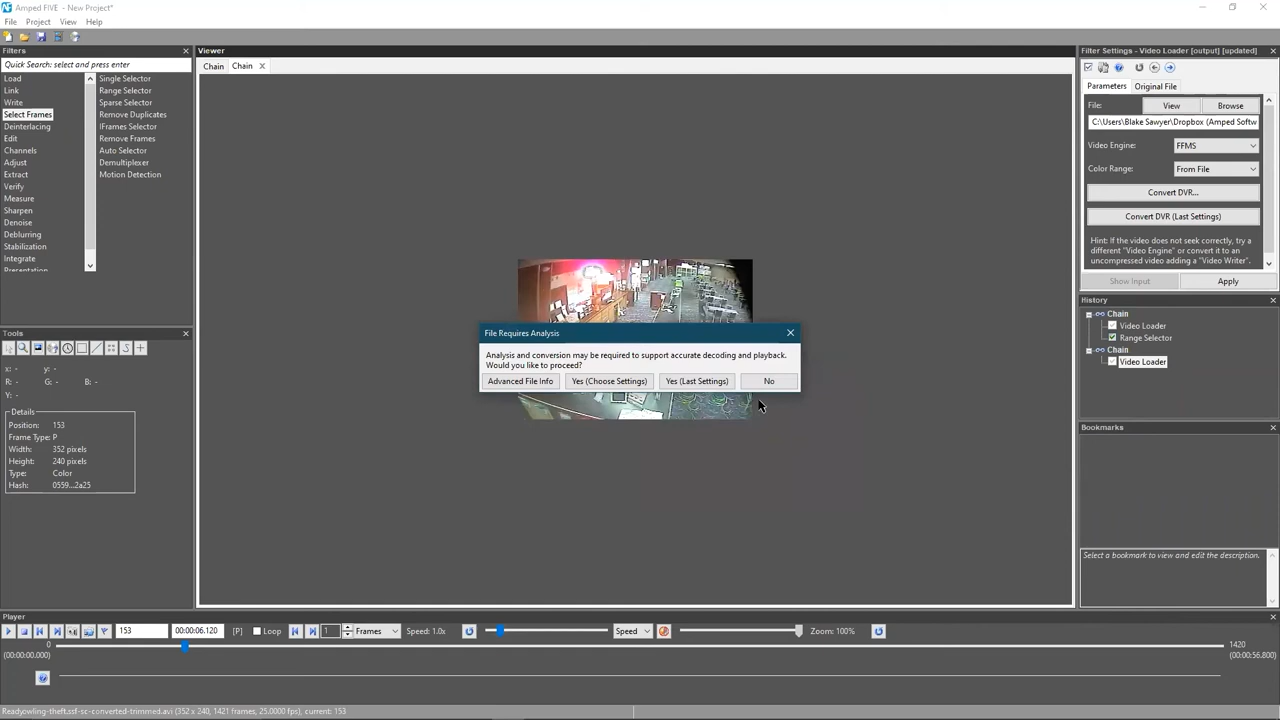 Amped FIVE - New Project*
File Project View Help
Filters
Quick Search: select and press enter
Load
Link
Write
Select Frames
Deinterlacing
Edit
Channels
Adjust
Extract
Verify
Measure
Sharpen
Denoise
Deblurring
Stabilization
Integrate
Presentation
Single Selector
Range Selector
Sparse Selector
Remove Duplicates
IFrames Selector
Remove Frames
Auto Selector
Demultiplexer
Motion Detection
Tools
x: - y: -
R: - G: - B: -
Y: -
Details
Position: 153
Frame Type: P
Width: 352 pixels
Height: 240 pixels
Type: Color
Hash: 0559...2a25
Viewer
Chain Chain
File Requires Analysis
Analysis and conversion may be required to support accurate decoding and playback.
Would you like to proceed?
Advanced File Info Yes (Choose Settings) Yes (Last Settings) No
Filter Settings - Video Loader [output] [updated]
Parameters Original File
File: View Browse
C:\Users\Blake Sawyer\Dropbox (Amped Softw
Video Engine: FFMS
Color Range: From File
Convert DVR...
Convert DVR (Last Settings)
Hint: If the video does not seek correctly, try a
different "Video Engine" or convert it to an
uncompressed video adding a "Video Writer".
Show Input Apply
History
Chain
Video Loader
Range Selector
Chain
Video Loader
Bookmarks
Select a bookmark to view and edit the description.
Player
153 00:00:06.120 [P] Loop 1 Frames Speed: 1.0x Speed Zoom: 100%
0 1420
(00:00:00.000) (00:00:56.800)
Readyowling-theft.ssf-sc-converted-trimmed.avi (352 x 240, 1421 frames, 25.0000 fps), current: 153